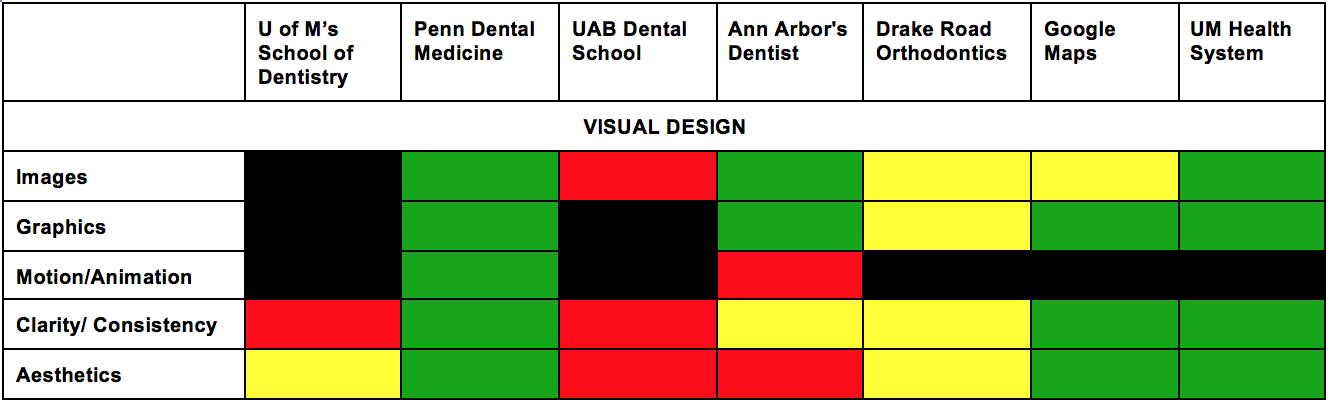 U of M’s School of Dentistry
Penn Dental Medicine
UAB Dental School
Ann Arbor's Dentist
Drake Road Orthodontics
Google Maps
UM Health System
VISUAL DESIGN
Images
Graphics
Motion/Animation
Clarity/ Consistency
Aesthetics